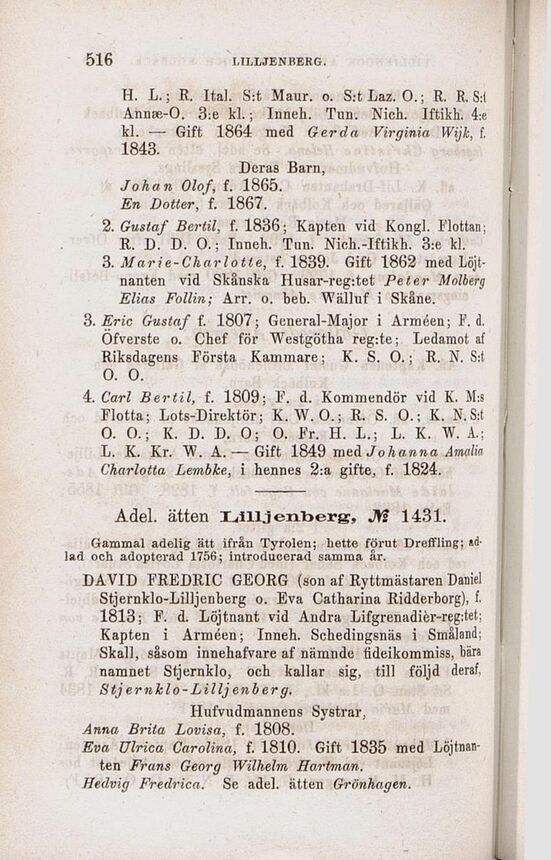 516
LILLJENBERG.
H. L.; R. Ital. S:t Maur. o. S:t Laz. O.; R. R. S:t
Annæ-O. 3:e kl.; Inneh. Tun. Nich. Iftikh. 4:e
kl. — Gift 1864 med Gerda Virginia Wijk, f.
1843.
Deras Barn,
Johan Olof, f. 1865.
En Dotter, f. 1867.
2. Gustaf Bertil, f. 1836; Kapten vid Kongl. Flottan;
R. D. D. O.; Inneh. Tun. Nich.-Iftikh. 3:e kl.
3. Marie-Charlotte, f. 1839. Gift 1862 med Löjt-
nanten vid Skånska Husar-reg:tet Peter Molberg
Elias Follin; Arr. o. beb. Wälluf i Skåne.
3. Eric Gustaf f. 1807; General-Major i Arméen; F. d.
Öfverste o. Chef för Westgötha reg:te; Ledamot af
Riksdagens Första Kammare; K. S. O.; R. N. S:t
O. O.
4. Carl Bertil, f. 1809; F. d. Kommendör vid K. M:s
Flotta; Lots-Direktör; K. W. O.; R. S. O.; K. N. S:t
O. O.; K. D. D. O; O. Fr. H. L.; L. K. W. A.;
L. K. Kr. W. A. — Gift 1849 med Johanna Amalia
Charlotta Lembke, i hennes 2:a gifte, f. 1824.
Adel. ätten Lilljenberg, № 1431.
Gammal adelig ätt ifrån Tyrolen; hette förut Dreffling; ad-
lad och adopterad 1756; introducerad samma år.
DAVID FREDRIC GEORG (son af Ryttmästaren Daniel
Stjernklo-Lilljenberg o. Eva Catharina Ridderborg), f.
1813; F. d. Löjtnant vid Andra Lifgrenadièr-reg:tet;
Kapten i Arméen; Inneh. Schedingsnäs i Småland;
Skall, såsom innehafvare af nämnde fideikommiss, bära
namnet Stjernklo, och kallar sig, till följd deraf,
Stjernklo-Lilljenberg.
Hufvudmannens Systrar,
Anna Brita Lovisa, f. 1808.
Eva Ulrica Carolina, f. 1810. Gift 1835 med Löjtnan-
ten Frans Georg Wilhelm Hartman.
Hedvig Fredrica. Se adel. ätten Grönhagen.